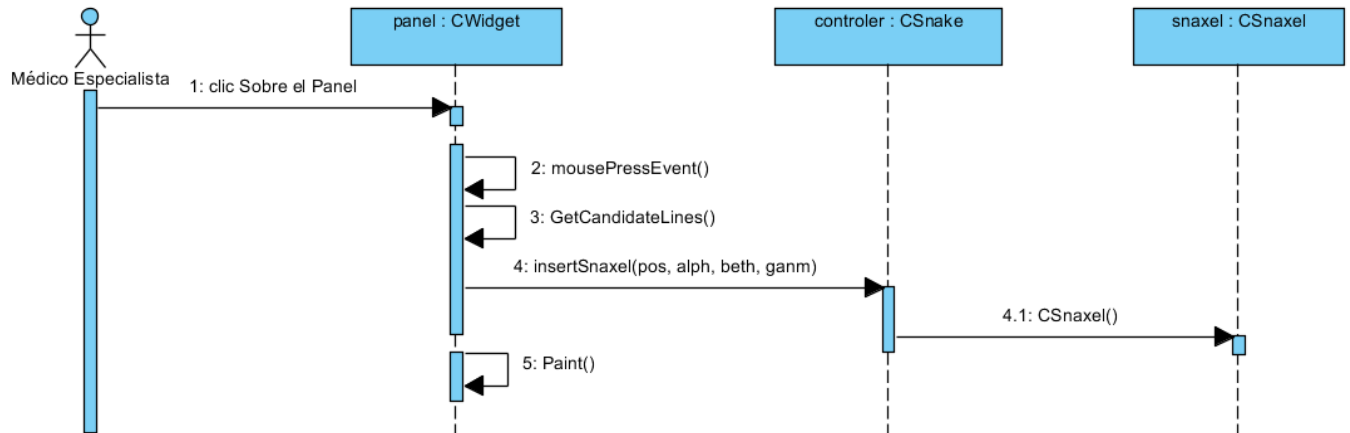 panel : CWidget
controler : CSnake
snaxel : CSnaxel
Médico Especialista
1: clic Sobre el Panel
2: mousePressEvent()
3: GetCandidateLines()
4: insertSnaxel(pos, alph, beth, ganm)
4.1: CSnaxel()
5: Paint()